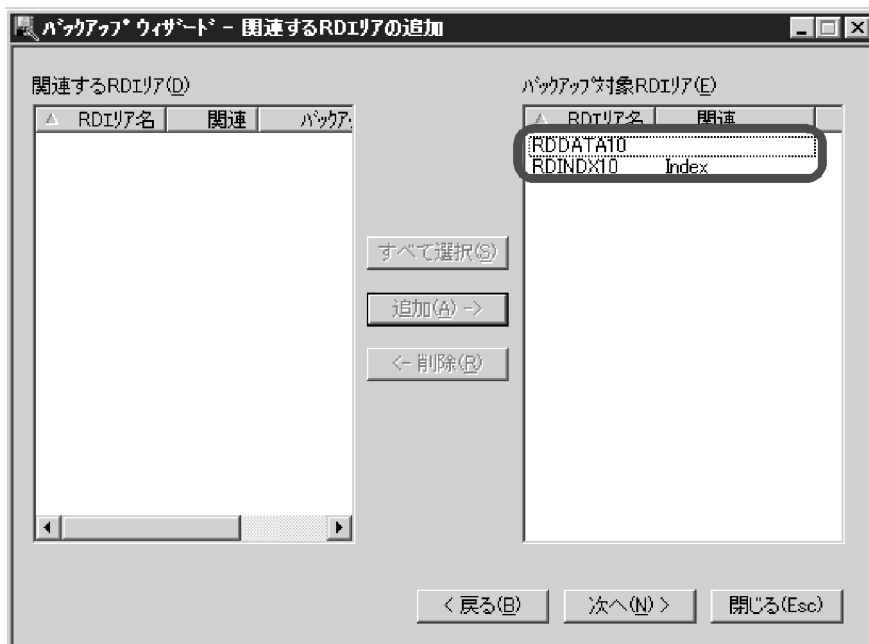 バックアップ ウィザード - 関連するRDエリアの追加
関連するRDエリア(D)
バックアップ対象RDエリア(E)
RDエリア名 関連 バックア
RDエリア名 関連
RDDATA10
RDINDX10 Index
すべて選択(S)
追加(A) ->
<- 削除(R)
< 戻る(B)
次へ(N) >
閉じる(Esc)